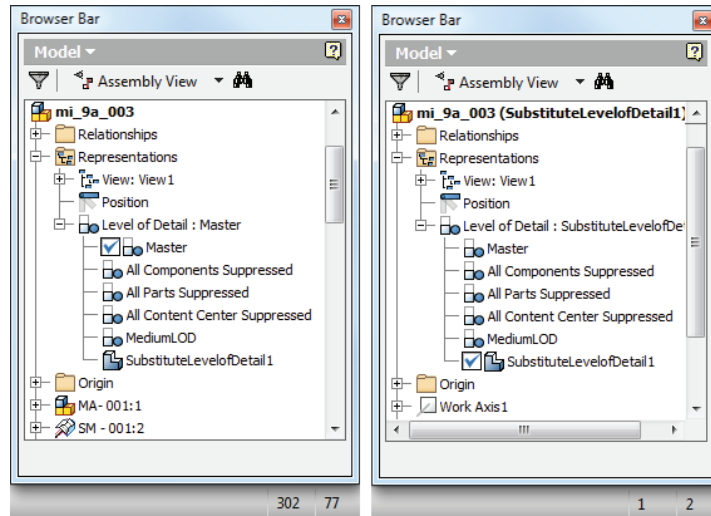 Browser Bar
Model
Assembly View
mi_9a_003
Relationships
Representations
View: View1
Position
Level of Detail : Master
Master
All Components Suppressed
All Parts Suppressed
All Content Center Suppressed
MediumLOD
SubstituteLevelofDetail1
Origin
MA-001:1
SM - 001:2
302 77
Browser Bar
Model
Assembly View
mi_9a_003 (SubstituteLevelofDetail1)
Relationships
Representations
View: View1
Position
Level of Detail : SubstituteLevelofDe
Master
All Components Suppressed
All Parts Suppressed
All Content Center Suppressed
MediumLOD
SubstituteLevelofDetail1
Origin
Work Axis1
1 2